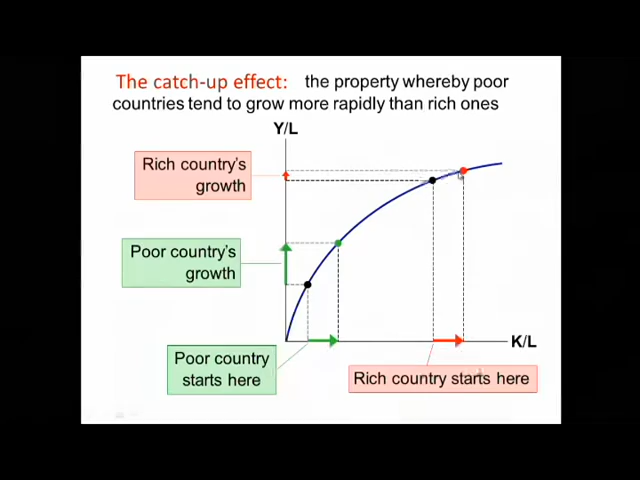 The catch-up effect: the property whereby poor
countries tend to grow more rapidly than rich ones
Y/L
Rich country's
growth
Poor country's
growth
K/L
Poor country
starts here
Rich country starts here